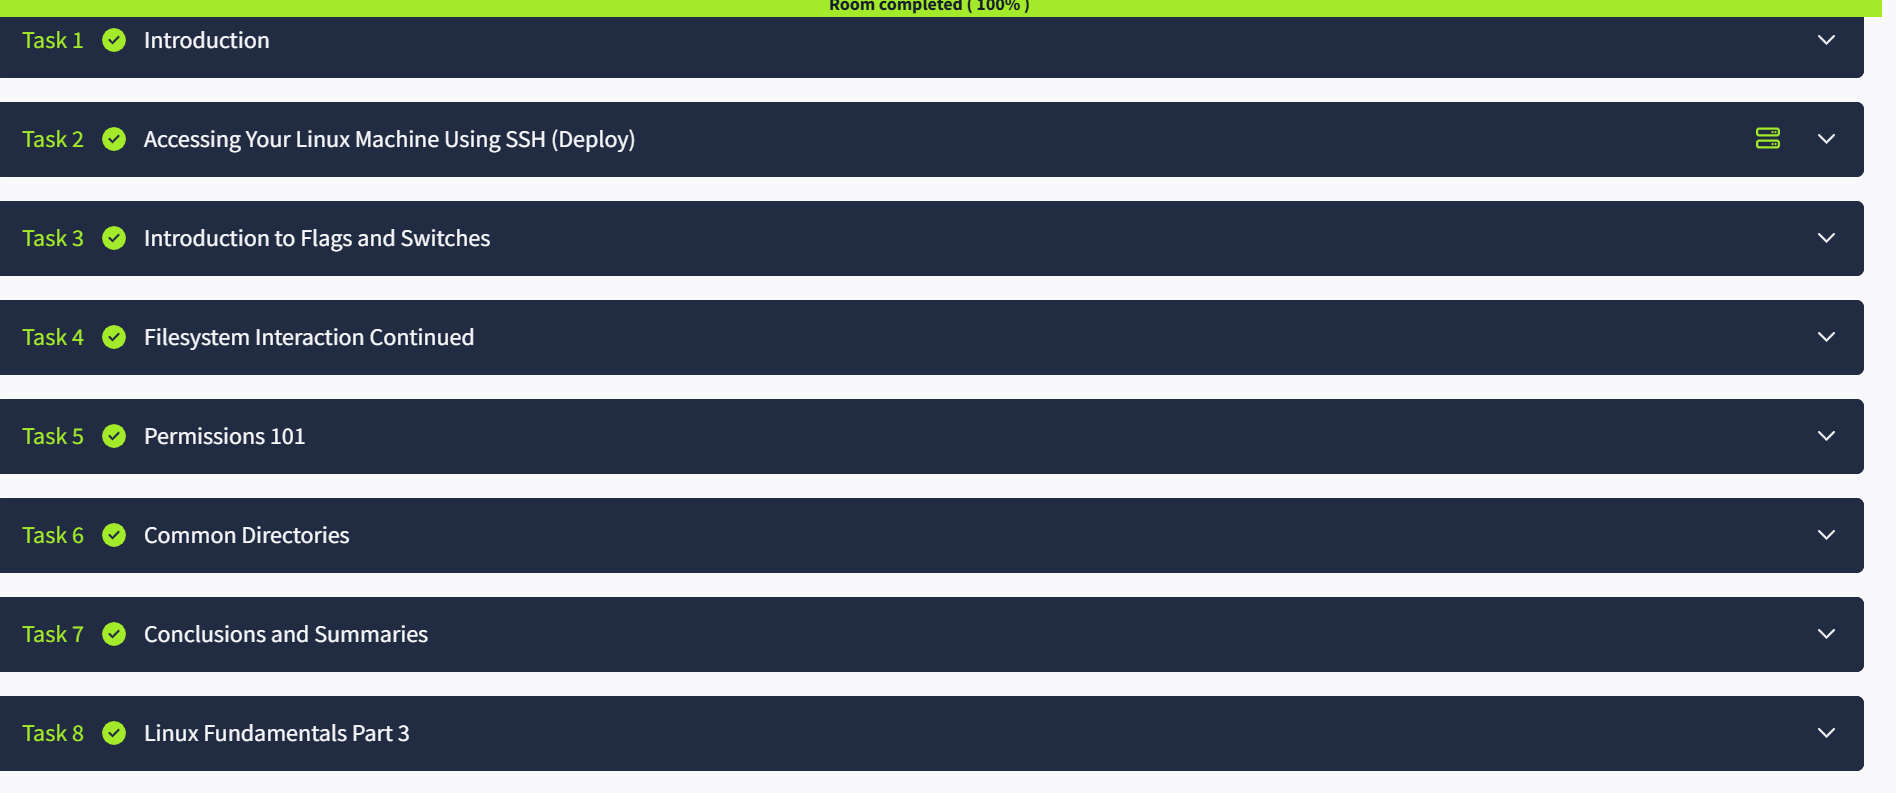 Room completed ( 100% )
Task 1 Introduction
Task 2 Accessing Your Linux Machine Using SSH (Deploy)
Task 3 Introduction to Flags and Switches
Task 4 Filesystem Interaction Continued
Task 5 Permissions 101
Task 6 Common Directories
Task 7 Conclusions and Summaries
Task 8 Linux Fundamentals Part 3